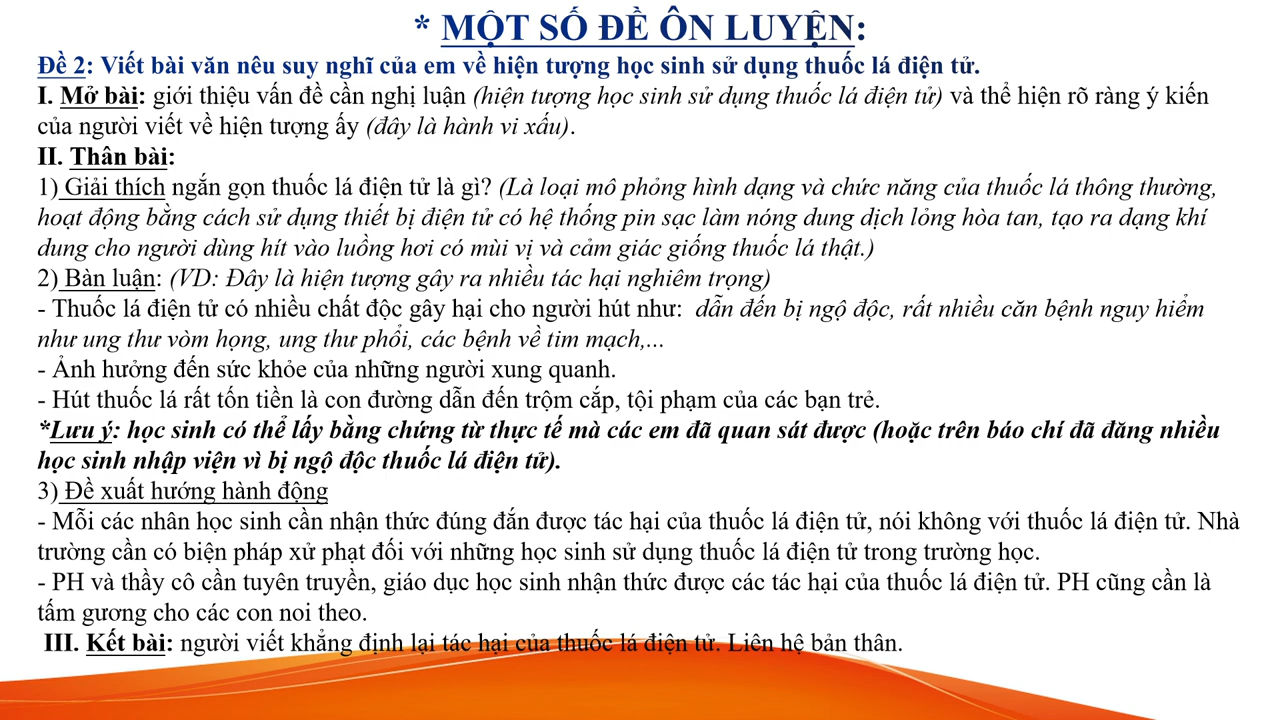 * MỘT SỐ ĐỀ ÔN LUYỆN:
Đề 2: Viết bài văn nêu suy nghĩ của em về hiện tượng học sinh sử dụng thuốc lá điện tử.
I. Mở bài: giới thiệu vấn đề cần nghị luận (hiện tượng học sinh sử dụng thuốc lá điện tử) và thể hiện rõ ràng ý kiến
của người viết về hiện tượng ấy (đây là hành vi xấu).
II. Thân bài:
1) Giải thích ngắn gọn thuốc lá điện tử là gì? (Là loại mô phỏng hình dạng và chức năng của thuốc lá thông thường,
hoạt động bằng cách sử dụng thiết bị điện tử có hệ thống pin sạc làm nóng dung dịch lỏng hòa tan, tạo ra dạng khí
dung cho người dùng hít vào luồng hơi có mùi vị và cảm giác giống thuốc lá thật.)
2) Bàn luận: (VD: Đây là hiện tượng gây ra nhiều tác hại nghiêm trọng)
- Thuốc lá điện tử có nhiều chất độc gây hại cho người hút như: dẫn đến bị ngộ độc, rất nhiều căn bệnh nguy hiểm
như ung thư vòm họng, ung thư phổi, các bệnh về tim mạch,...
- Ảnh hưởng đến sức khỏe của những người xung quanh.
- Hút thuốc lá rất tốn tiền là con đường dẫn đến trộm cắp, tội phạm của các bạn trẻ.
*Lưu ý: học sinh có thể lấy bằng chứng từ thực tế mà các em đã quan sát được (hoặc trên báo chí đã đăng nhiều
học sinh nhập viện vì bị ngộ độc thuốc lá điện tử).
3) Đề xuất hướng hành động
- Mỗi các nhân học sinh cần nhận thức đúng đắn được tác hại của thuốc lá điện tử, nói không với thuốc lá điện tử. Nhà
trường cần có biện pháp xử phạt đối với những học sinh sử dụng thuốc lá điện tử trong trường học.
- PH và thầy cô cần tuyên truyền, giáo dục học sinh nhận thức được các tác hại của thuốc lá điện tử. PH cũng cần là
tấm gương cho các con noi theo.
III. Kết bài: người viết khẳng định lại tác hại của thuốc lá điện tử. Liên hệ bản thân.